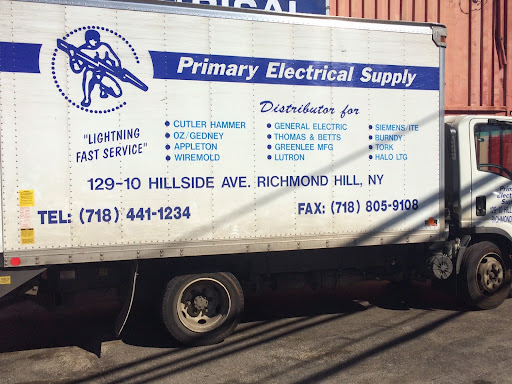 Primary Electrical Supply
Distributor for
"LIGHTNING
FAST SERVICE"
• CUTLER HAMMER
• OZ/GEDNEY
• APPLETON
• WIREMOLD
• GENERAL ELECTRIC
• THOMAS & BETTS
• GREENLEE MFG
• LUTRON
• SIEMENS/ITE
• BURNDY
• TORK
• HALO LTG
129-10 HILLSIDE AVE. RICHMOND HILL, NY
TEL: (718) 441-1234
FAX: (718) 805-9108